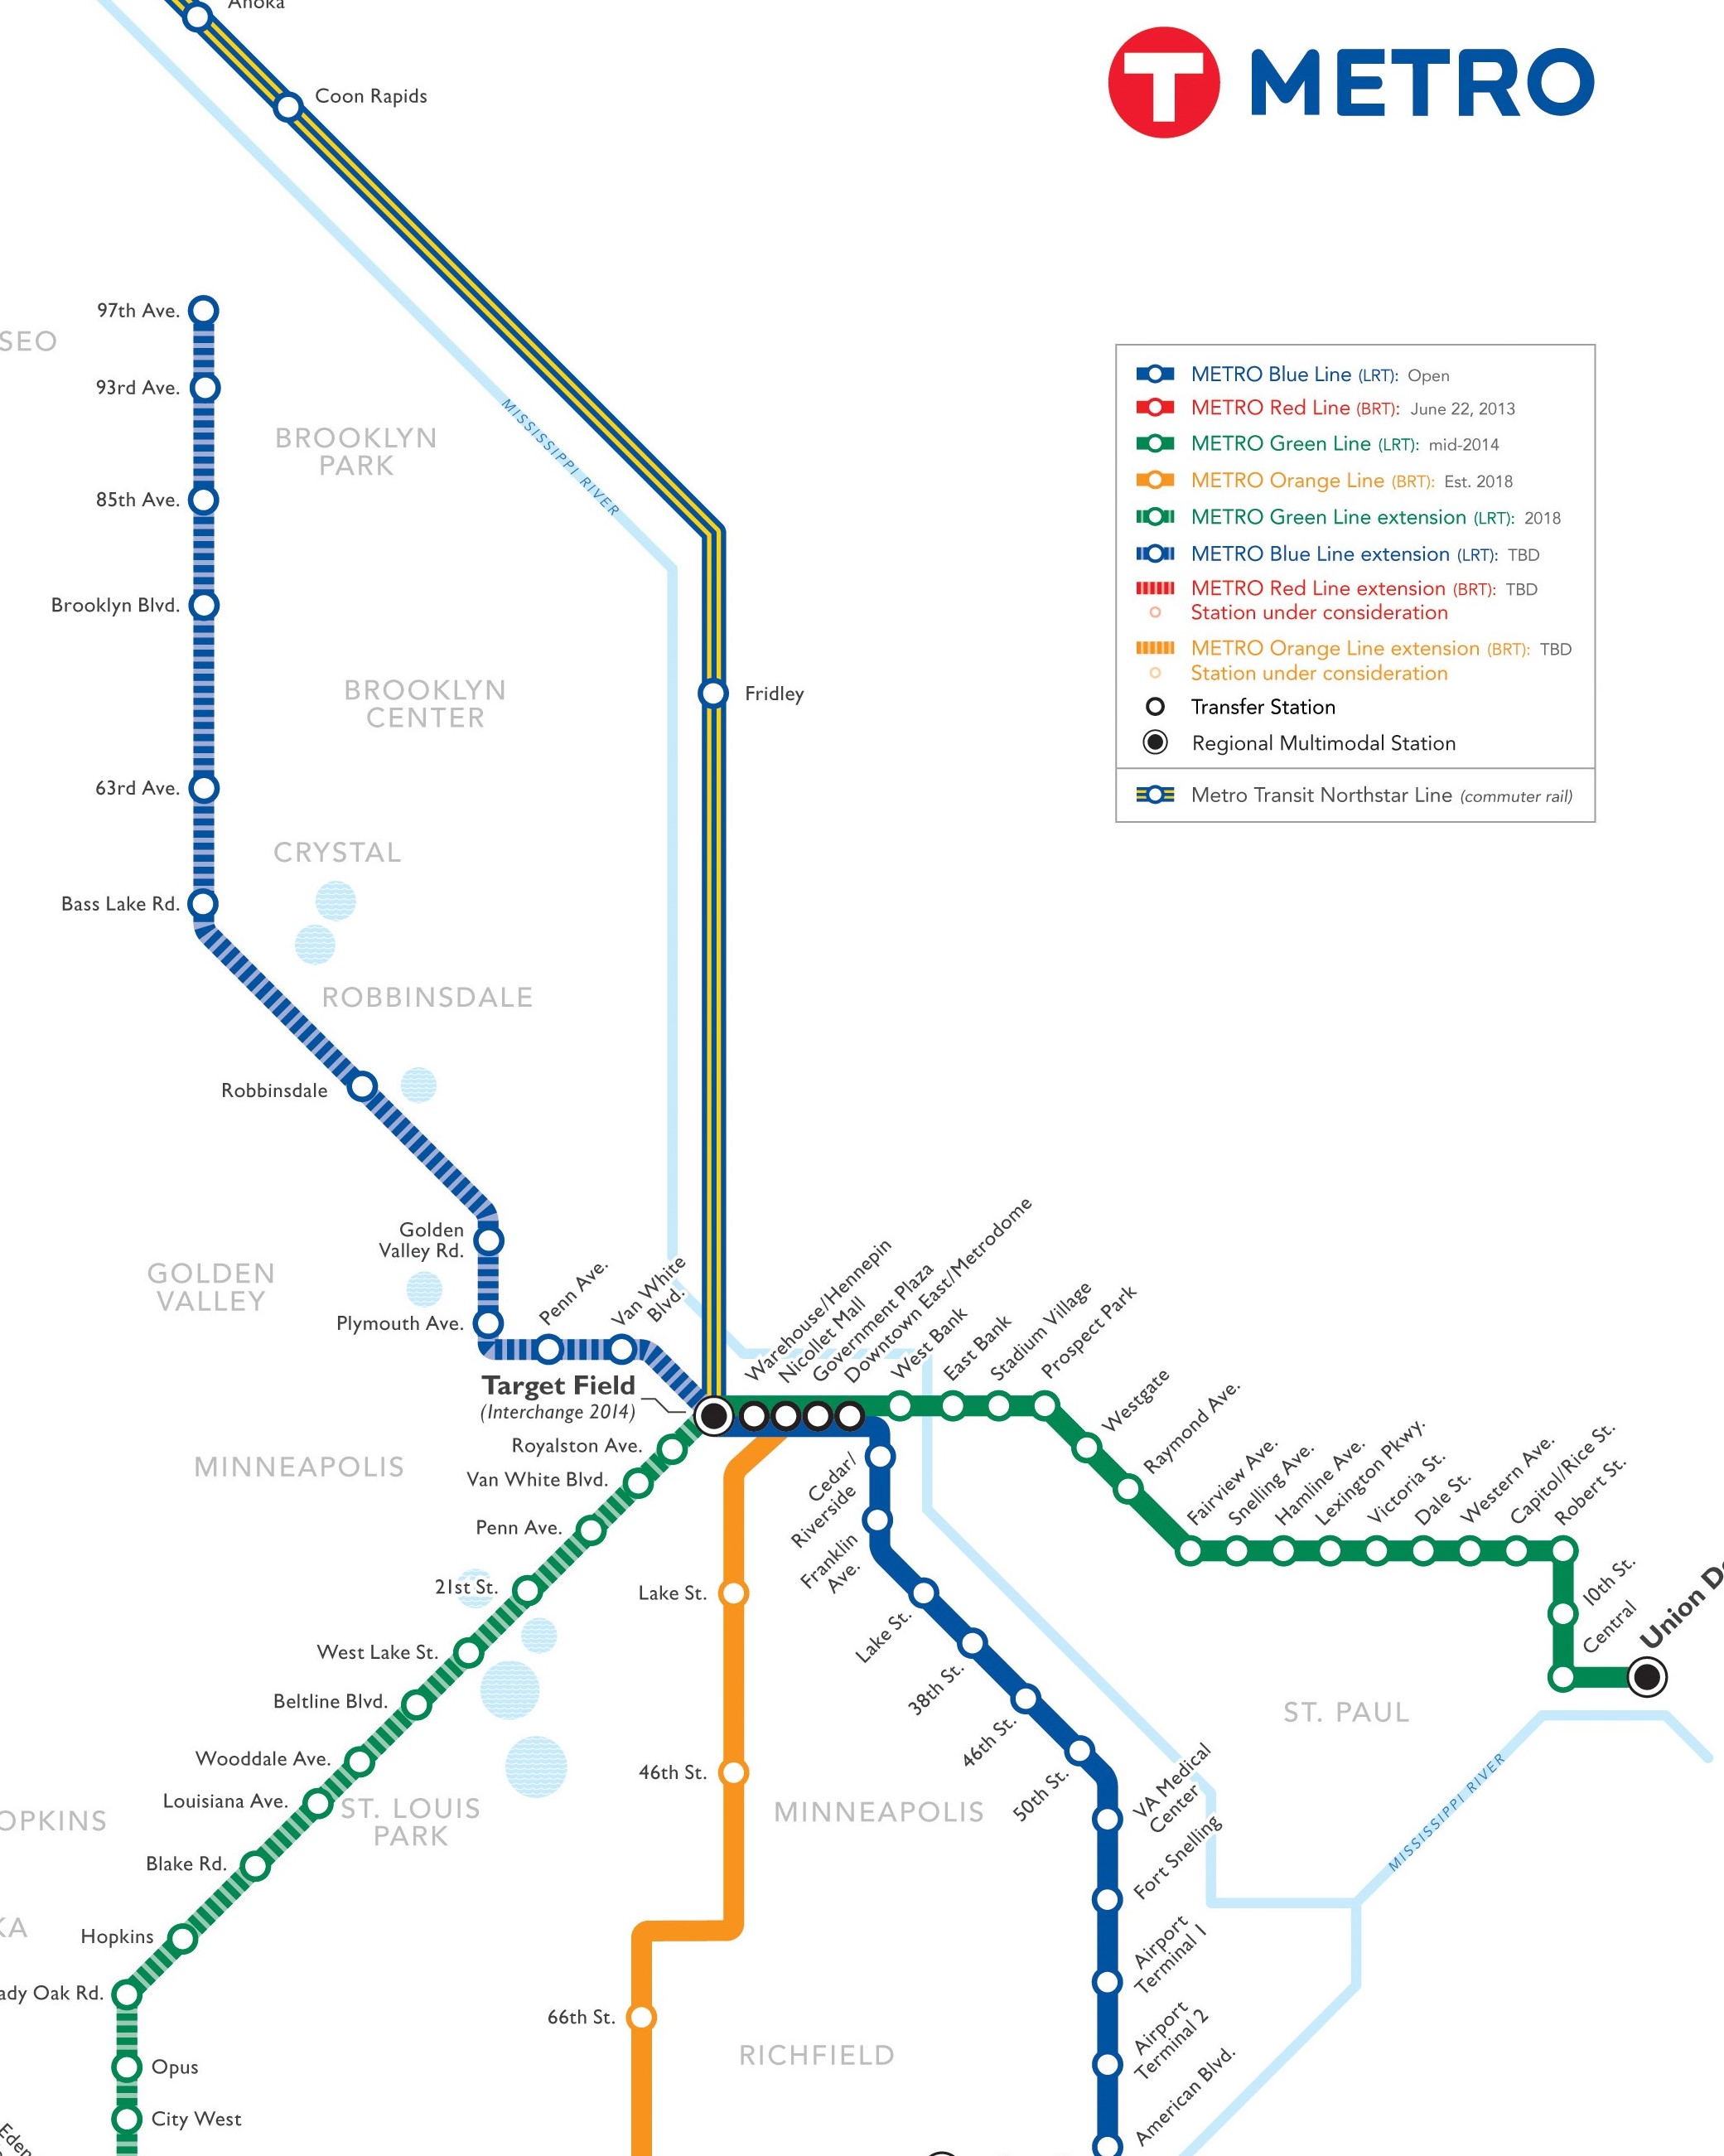 Anoka
Coon Rapids
T METRO
97th Ave.
SEO
93rd Ave.
BROOKLYN
PARK
85th Ave.
MISSISSIPPI RIVER
Brooklyn Blvd.
BROOKLYN
CENTER
Fridley
63rd Ave.
CRYSTAL
Bass Lake Rd.
ROBBINSDALE
Robbinsdale
METRO Blue Line (LRT): Open
METRO Red Line (BRT): June 22, 2013
METRO Green Line (LRT): mid-2014
METRO Orange Line (BRT): Est. 2018
METRO Green Line extension (LRT): 2018
METRO Blue Line extension (LRT): TBD
METRO Red Line extension (BRT): TBD
Station under consideration
METRO Orange Line extension (BRT): TBD
Station under consideration
Transfer Station
Regional Multimodal Station
Metro Transit Northstar Line (commuter rail)
Golden
Valley Rd.
GOLDEN
VALLEY
Plymouth Ave.
Penn Ave.
Van White
Blvd.
Target Field
(Interchange 2014)
Warehouse/Hennepin
Nicollet Mall
Government Plaza
Downtown East/Metrodome
West Bank
East Bank
Stadium Village
Prospect Park
Westgate
Raymond Ave.
Fairview Ave.
Snelling Ave.
Hamline Ave.
Lexington Pkwy.
Victoria St.
Dale St.
Western Ave.
Capitol/Rice St.
Robert St.
10th St.
Central
Union De
Royalston Ave.
MINNEAPOLIS
Van White Blvd.
Penn Ave.
21st St.
West Lake St.
Beltline Blvd.
Wooddale Ave.
Louisiana Ave.
ST. LOUIS
PARK
OPKINS
Blake Rd.
KA
Hopkins
ady Oak Rd.
Opus
City West
Eden
Lake St.
46th St.
66th St.
Cedar/
Riverside
Franklin
Ave.
Lake St.
38th St.
46th St.
50th St.
MINNEAPOLIS
VA Medical
Center
Fort Snelling
Airport
Terminal 1
Airport
Terminal 2
American Blvd.
RICHFIELD
ST. PAUL
MISSISSIPPI RIVER